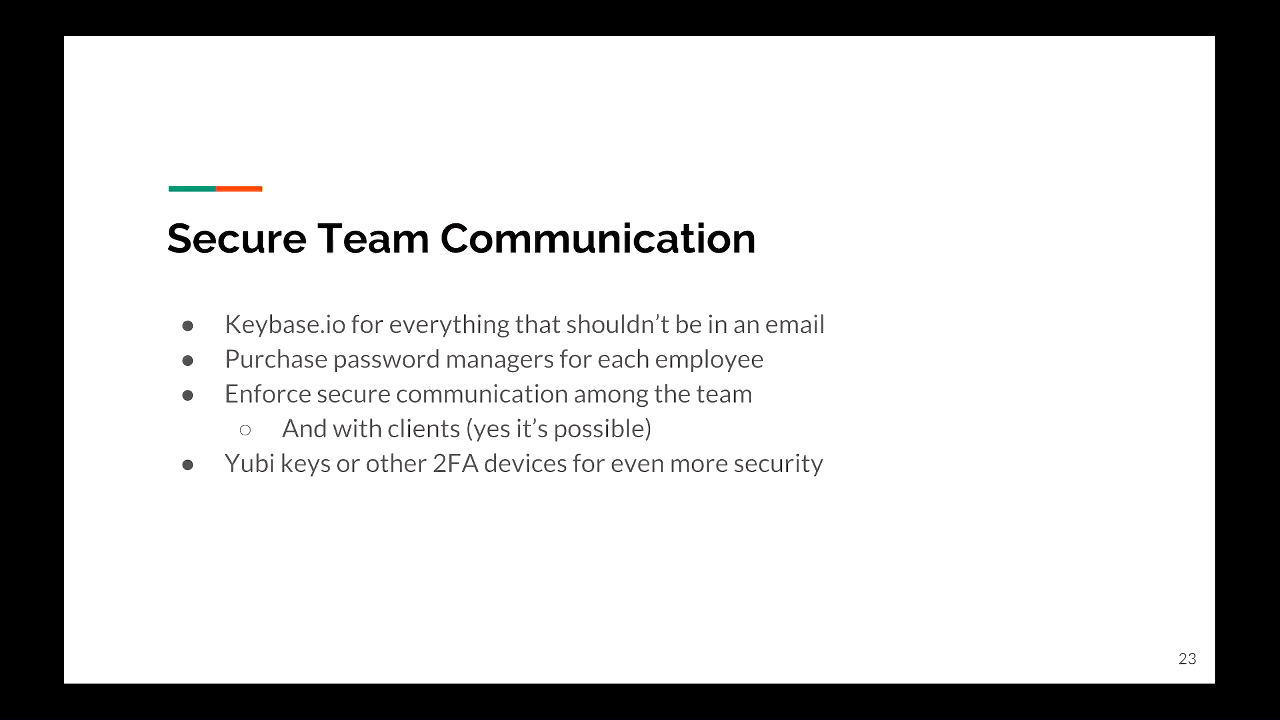 Secure Team Communication
● Keybase.io for everything that shouldn’t be in an email
● Purchase password managers for each employee
● Enforce secure communication among the team
○ And with clients (yes it’s possible)
● Yubi keys or other 2FA devices for even more security
23